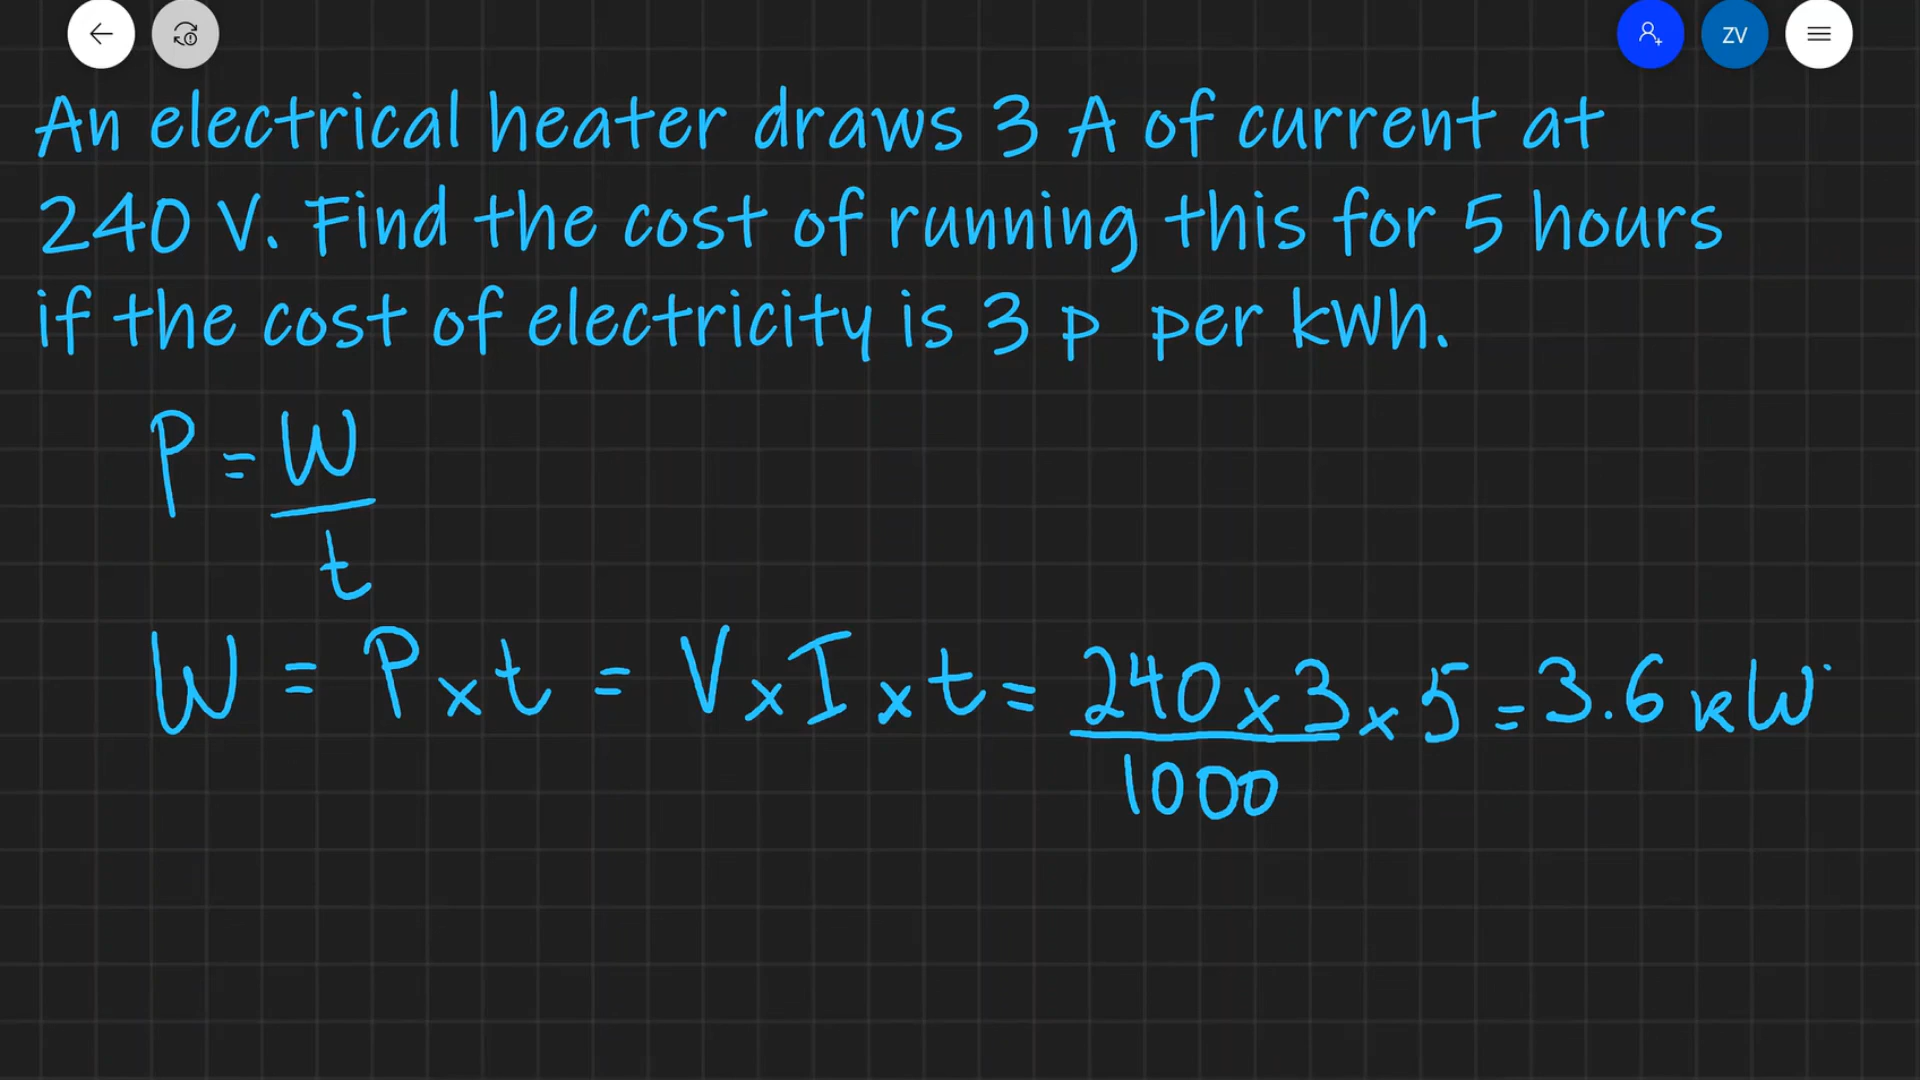 ZV
An electrical heater draws 3 A of current at
240 V. Find the cost of running this for 5 hours
if the cost of electricity is 3 p per kWh.
P = W
t
W = P x t = V x I x t = 240 x 3 x 5 = 3.6 kW
1000